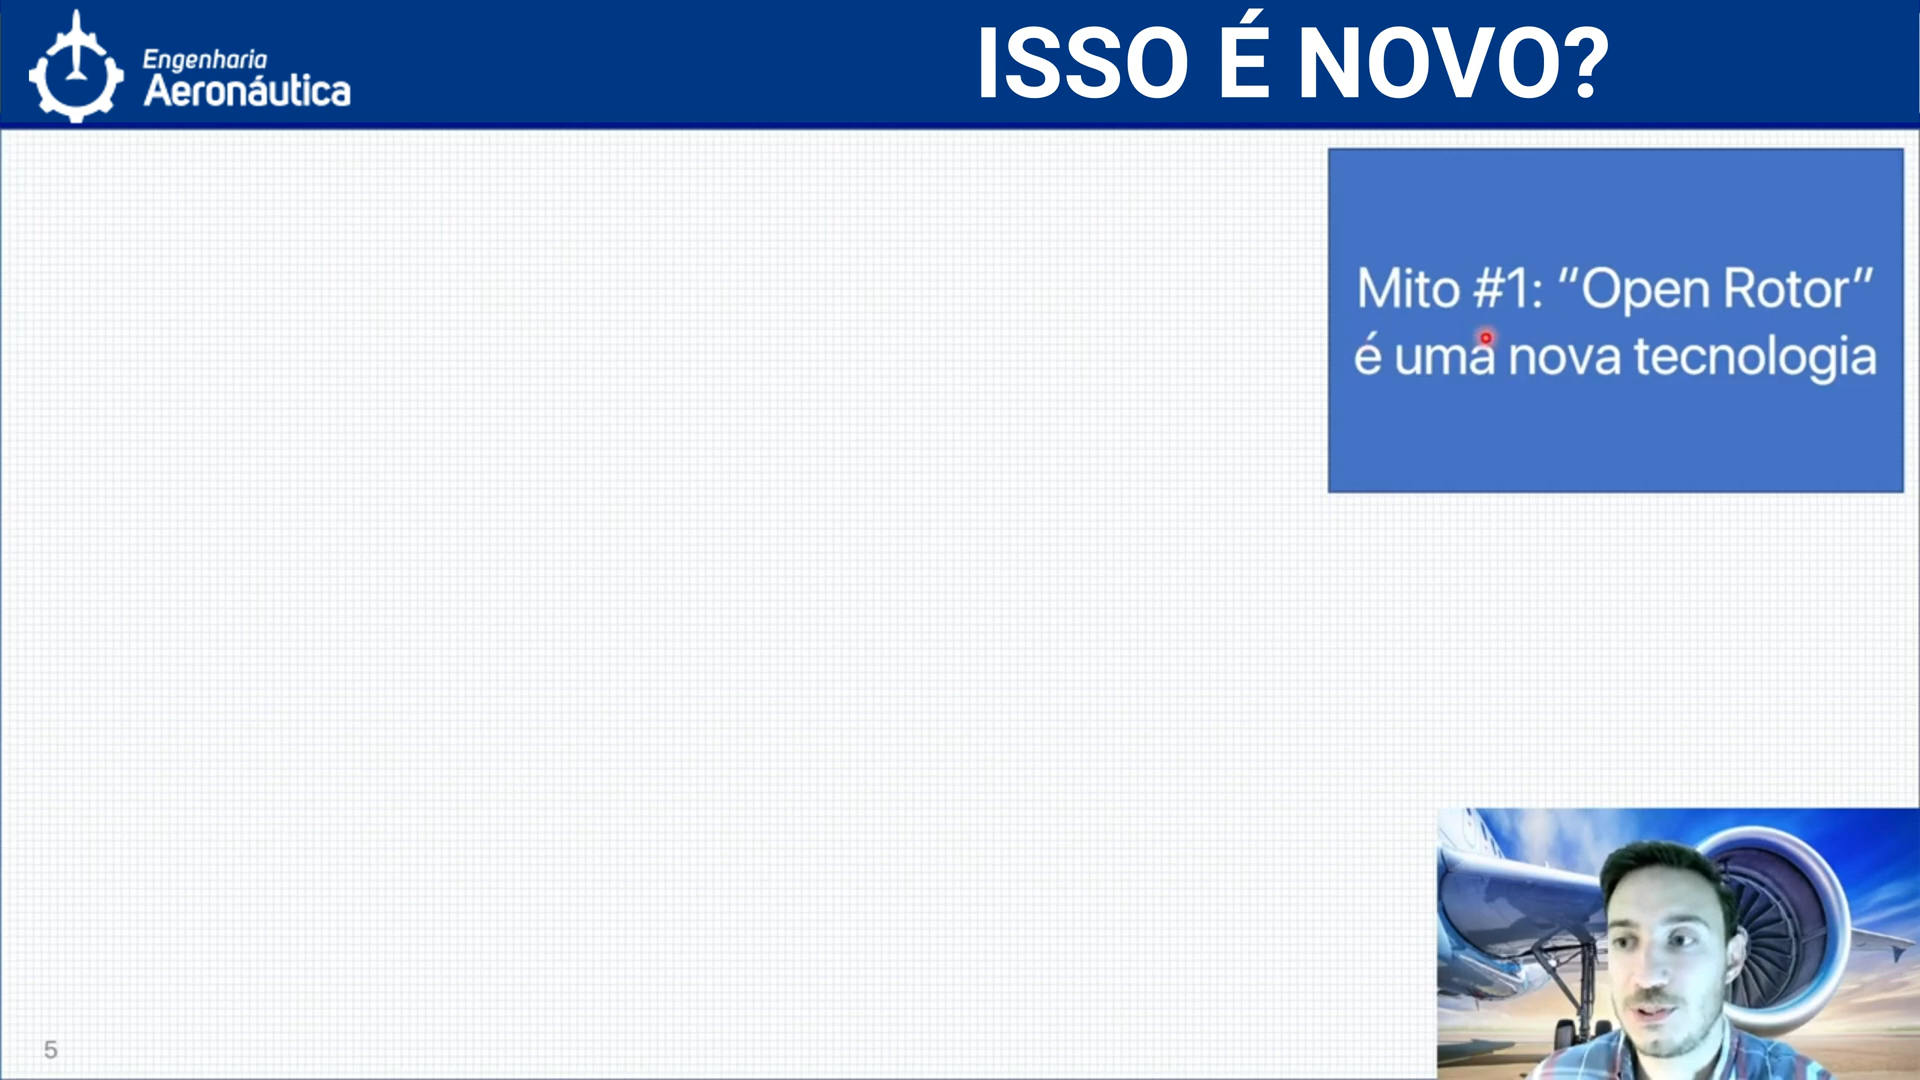 Engenharia
Aeronáutica
ISSO É NOVO?
Mito #1: “Open Rotor”
é uma nova tecnologia
5